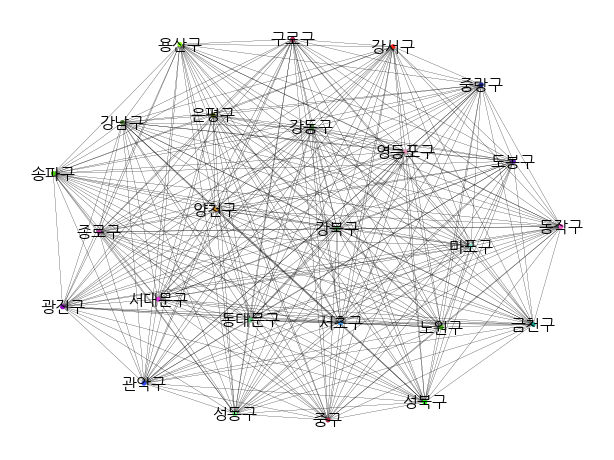 용산구
구로구
강서구
중랑구
강남구
은평구
강동구
영등포구
도봉구
송파구
양천구
종로구
강북구
마포구
동작구
광진구
서대문구
동대문구
서초구
노원구
금천구
관악구
성동구
중구
성북구